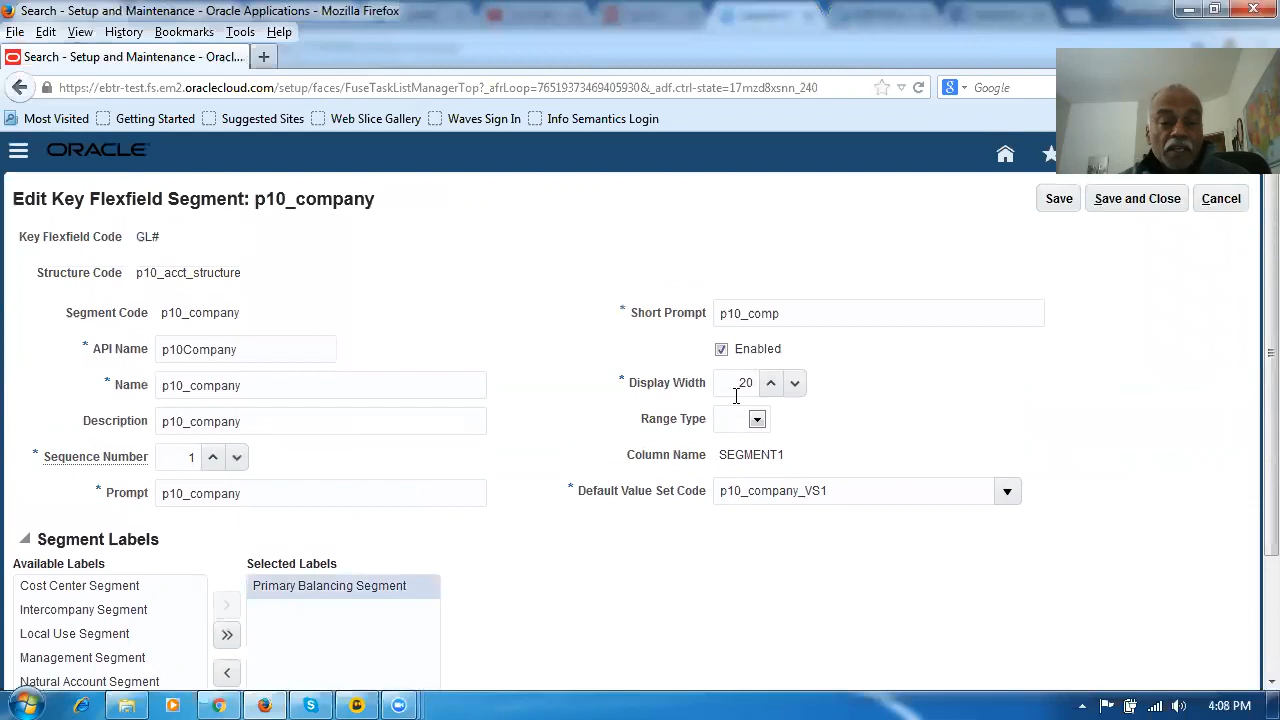 Search - Setup and Maintenance - Oracle Applications - Mozilla Firefox
File Edit View History Bookmarks Tools Help
Search - Setup and Maintenance - Oracl...
https://ebtr-test.fs.em2.oraclecloud.com/setup/faces/FuseTaskListManagerTop?_afrLoop=76519373469405930&_adf.ctrl-state=17mzd8xsnn_240
Google
Most Visited Getting Started Suggested Sites Web Slice Gallery Waves Sign In Info Semantics Location
ORACLE
Edit Key Flexfield Segment: p10_company
Save Save and Close Cancel
Key Flexfield Code GL#
Structure Code p10_acct_structure
Segment Code p10_company
* Short Prompt p10_comp
* API Name p10Company
Enabled
* Name p10_company
* Display Width 20
Description p10_company
Range Type
* Sequence Number 1
Column Name SEGMENT1
* Prompt p10_company
* Default Value Set Code p10_company_VS1
Segment Labels
Available Labels
Selected Labels
Cost Center Segment
Primary Balancing Segment
Intercompany Segment
Local Use Segment
Management Segment
Natural Account Segment
4:08 PM